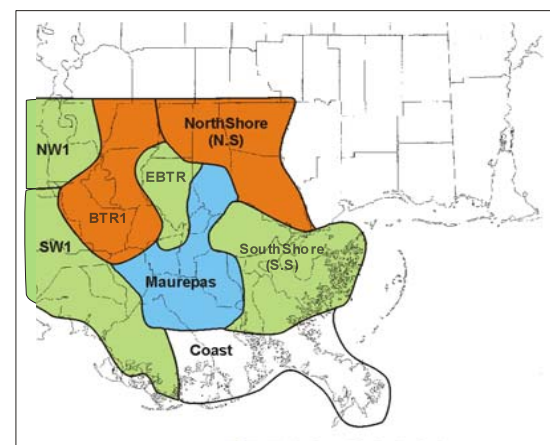 NorthShore
(N.S)
NW1
EBTR
BTR1
SW1
SouthShore
(S.S)
Maurepas
Coast